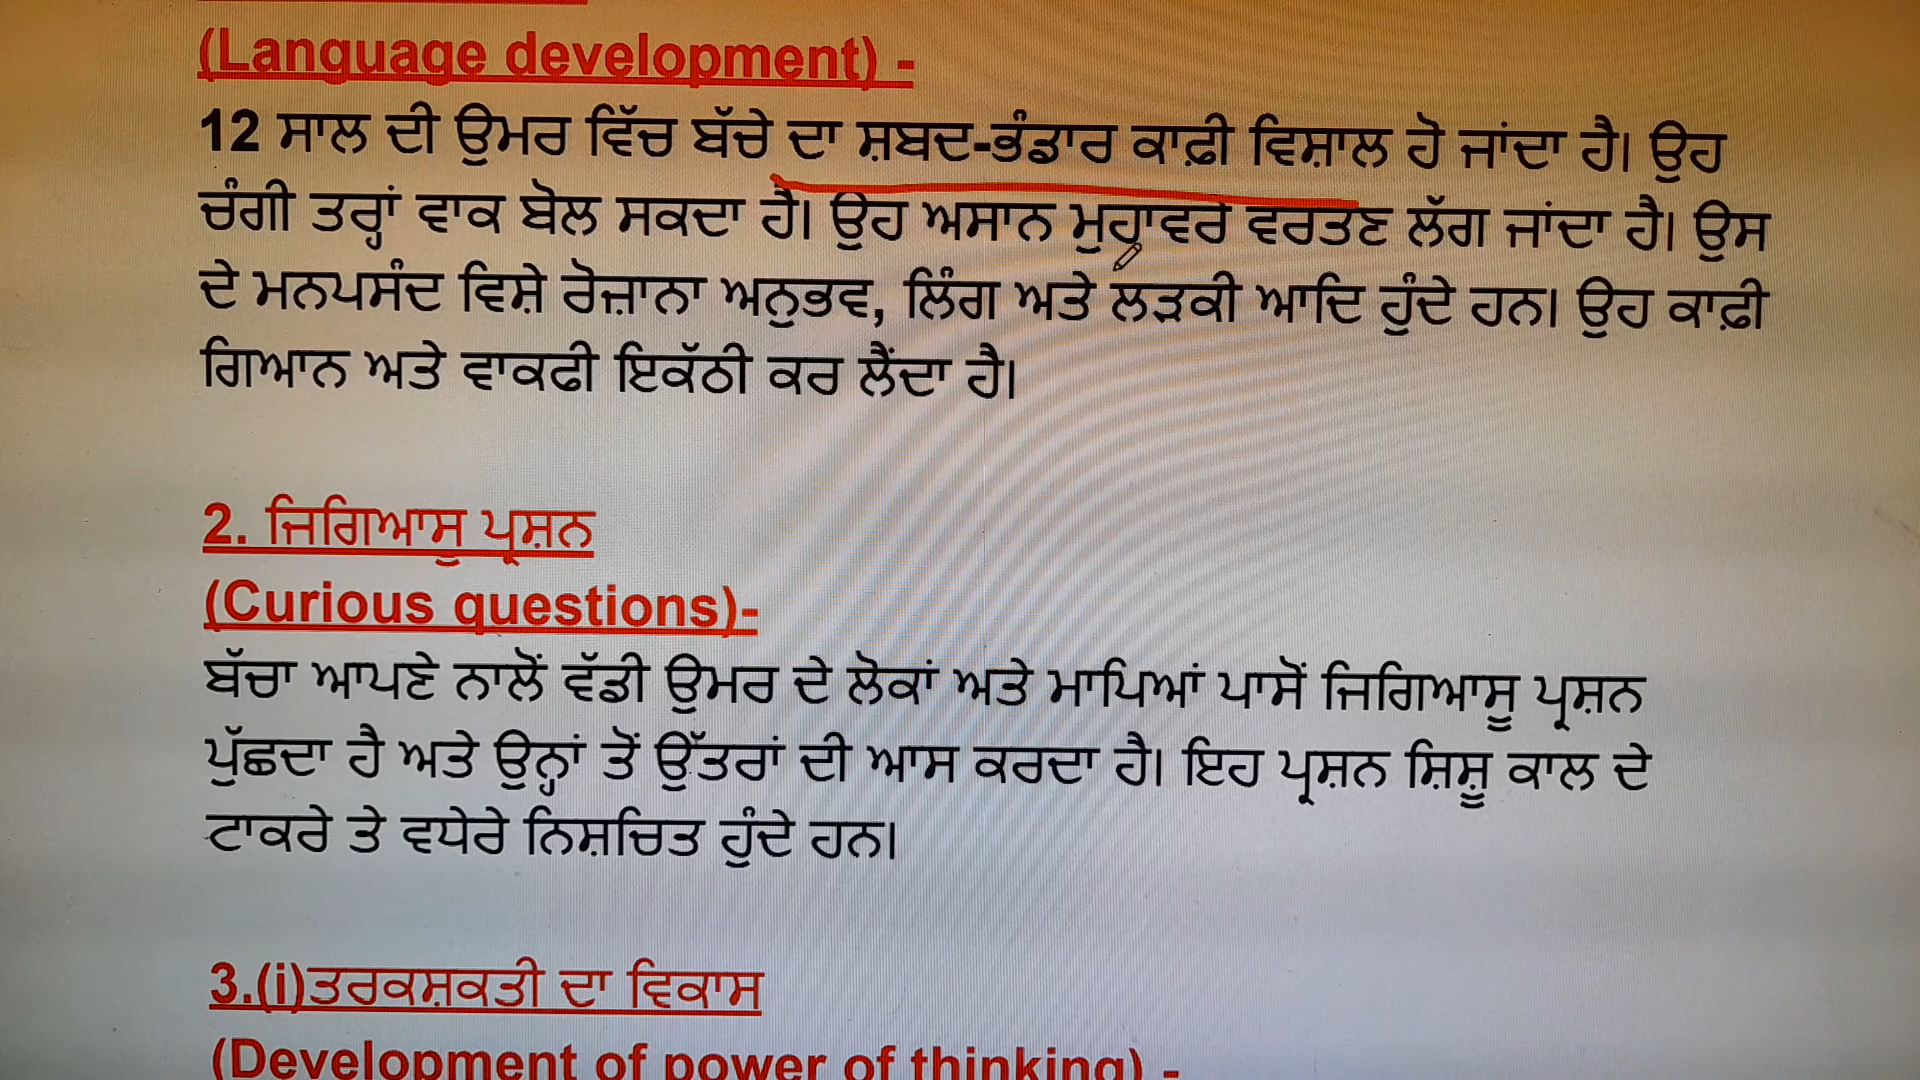 (Language development) -
12 ਸਾਲ ਦੀ ਉਮਰ ਵਿੱਚ ਬੱਚੇ ਦਾ ਸ਼ਬਦ-ਭੰਡਾਰ ਕਾਫ਼ੀ ਵਿਸ਼ਾਲ ਹੋ ਜਾਂਦਾ ਹੈ। ਉਹ
ਚੰਗੀ ਤਰ੍ਹਾਂ ਵਾਕ ਬੋਲ ਸਕਦਾ ਹੈ। ਉਹ ਅਸਾਨ ਮੁਹਾਵਰੇ ਵਰਤਣ ਲੱਗ ਜਾਂਦਾ ਹੈ। ਉਸ
ਦੇ ਮਨਪਸੰਦ ਵਿਸ਼ੇ ਰੋਜ਼ਾਨਾ ਅਨੁਭਵ, ਲਿੰਗ ਅਤੇ ਲੜਕੀ ਆਦਿ ਹੁੰਦੇ ਹਨ। ਉਹ ਕਾਫ਼ੀ
ਗਿਆਨ ਅਤੇ ਵਾਕਫੀ ਇਕੱਠੀ ਕਰ ਲੈਂਦਾ ਹੈ।
2. ਜਿਗਿਆਸੂ ਪ੍ਰਸ਼ਨ
(Curious questions)-
ਬੱਚਾ ਆਪਣੇ ਨਾਲੋਂ ਵੱਡੀ ਉਮਰ ਦੇ ਲੋਕਾਂ ਅਤੇ ਮਾਪਿਆਂ ਪਾਸੋਂ ਜਿਗਿਆਸੂ ਪ੍ਰਸ਼ਨ
ਪੁੱਛਦਾ ਹੈ ਅਤੇ ਉਨ੍ਹਾਂ ਤੋਂ ਉੱਤਰਾਂ ਦੀ ਆਸ ਕਰਦਾ ਹੈ। ਇਹ ਪ੍ਰਸ਼ਨ ਸ਼ਿਸ਼ੂ ਕਾਲ ਦੇ
ਟਾਕਰੇ ਤੇ ਵਧੇਰੇ ਨਿਸ਼ਚਿਤ ਹੁੰਦੇ ਹਨ।
3.(i)ਤਰਕਸ਼ਕਤੀ ਦਾ ਵਿਕਾਸ
(Development of power of thinking) -